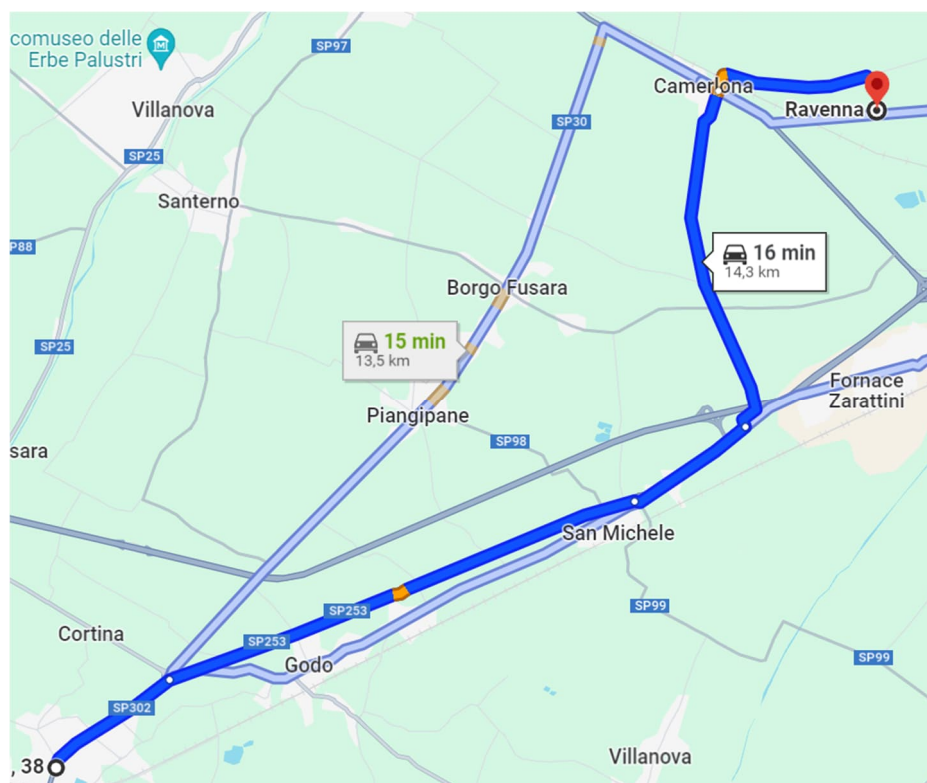 comuseo delle
Erbe Palustri
SP97
Villanova
Camerlona
Ravenna
SP30
SP25
Santerno
P88
16 min
14,3 km
Borgo Fusara
SP25
15 min
13,5 km
Fornace
Zarattini
Piangipane
SP98
sara
San Michele
SP253
SP99
Cortina
SP253
Godo
SP99
SP302
Villanova
, 38